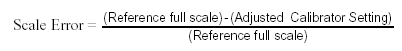 Scale Error = (Reference full scale)-(Adjusted Calibrator Setting)
(Reference full scale)